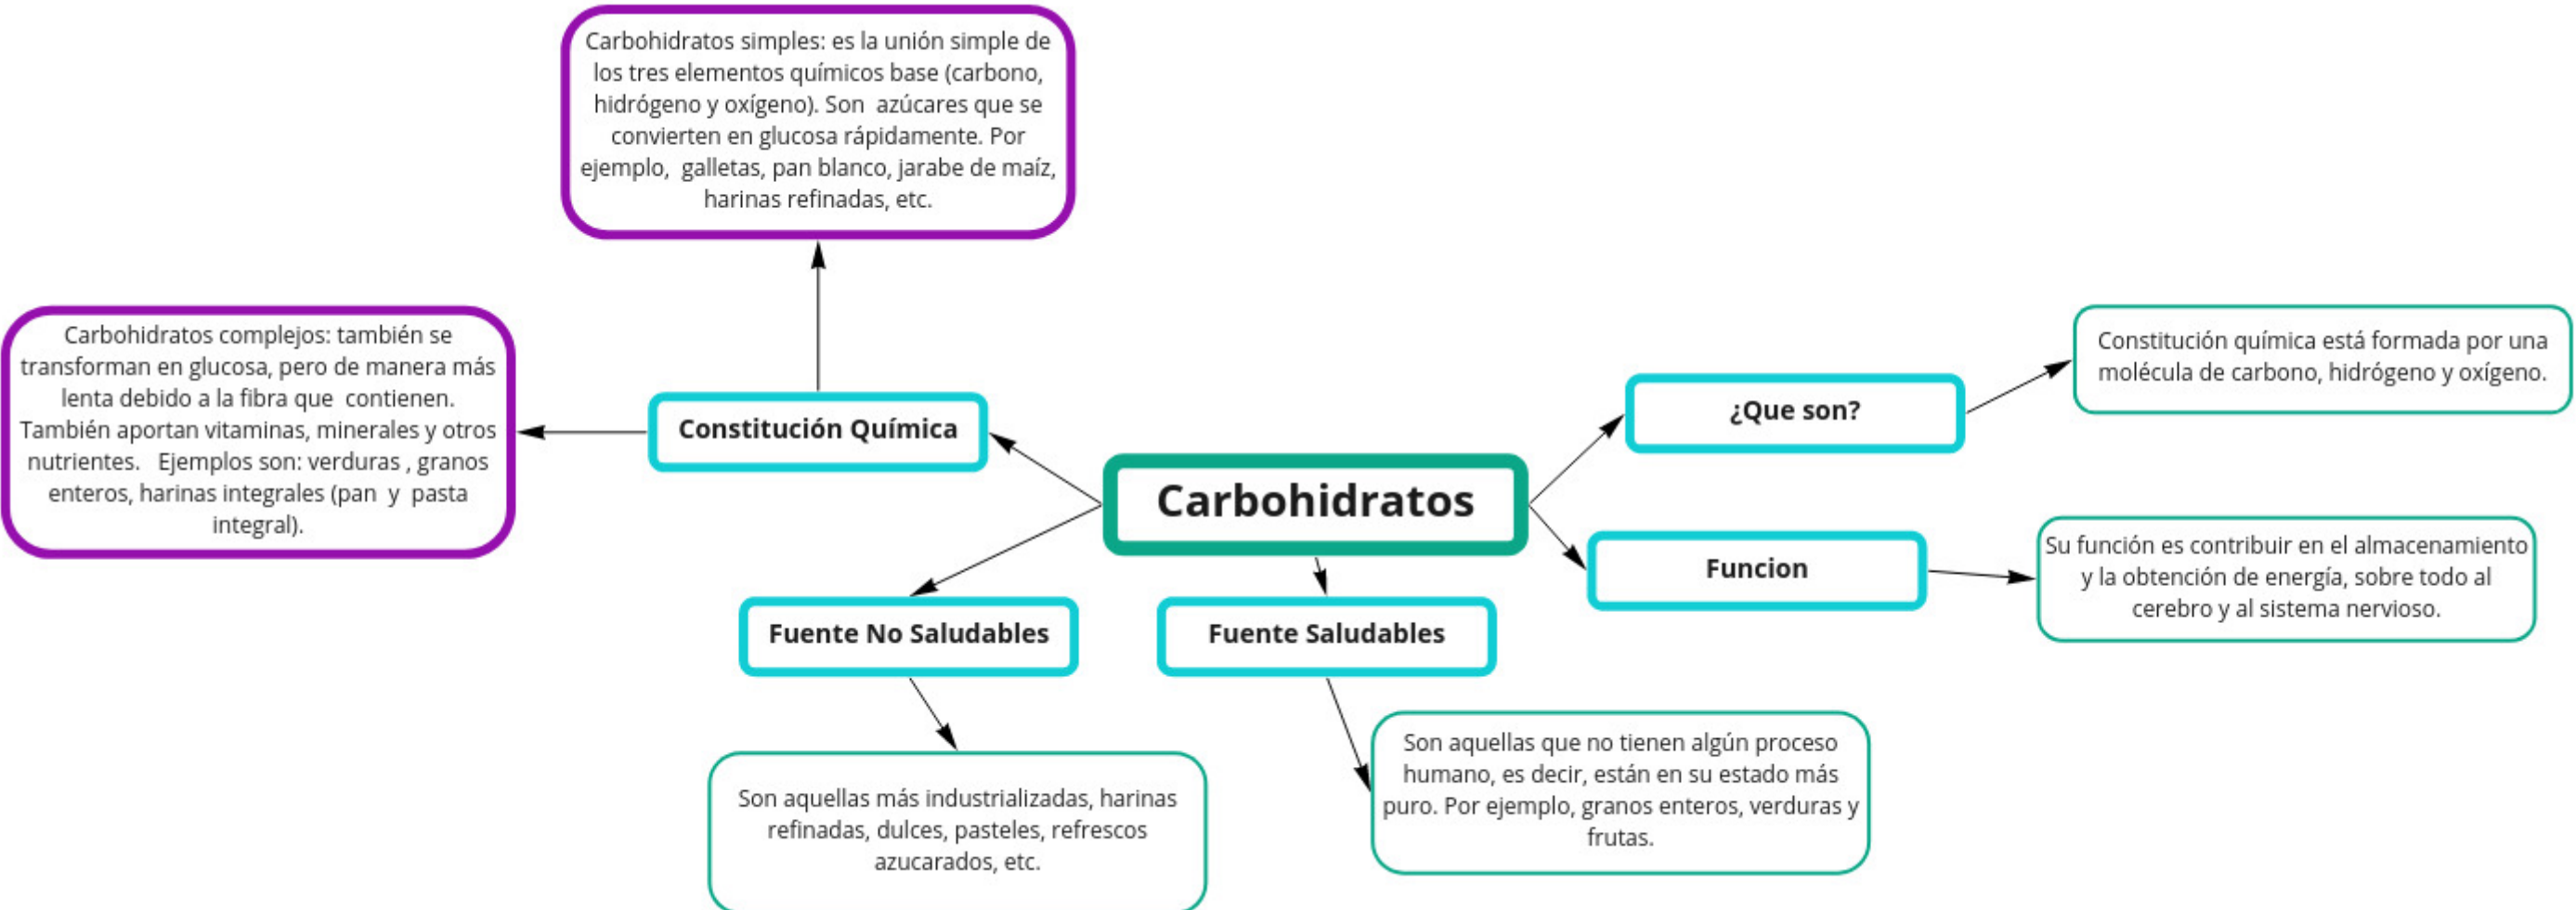 Carbohidratos simples: es la unión simple de
los tres elementos químicos base (carbono,
hidrógeno y oxígeno). Son  azúcares que se
convierten en glucosa rápidamente. Por
ejemplo,  galletas, pan blanco, jarabe de maíz,
harinas refinadas, etc.
Carbohidratos complejos: también se
transforman en glucosa, pero de manera más
lenta debido a la fibra que  contienen.
También aportan vitaminas, minerales y otros
nutrientes.   Ejemplos son: verduras , granos
enteros, harinas integrales (pan  y  pasta
integral).
Constitución Química
Carbohidratos
¿Que son?
Constitución química está formada por una
molécula de carbono, hidrógeno y oxígeno.
Funcion
Su función es contribuir en el almacenamiento
y la obtención de energía, sobre todo al
cerebro y al sistema nervioso.
Fuente No Saludables
Son aquellas más industrializadas, harinas
refinadas, dulces, pasteles, refrescos
azucarados, etc.
Fuente Saludables
Son aquellas que no tienen algún proceso
humano, es decir, están en su estado más
puro. Por ejemplo, granos enteros, verduras y
frutas.